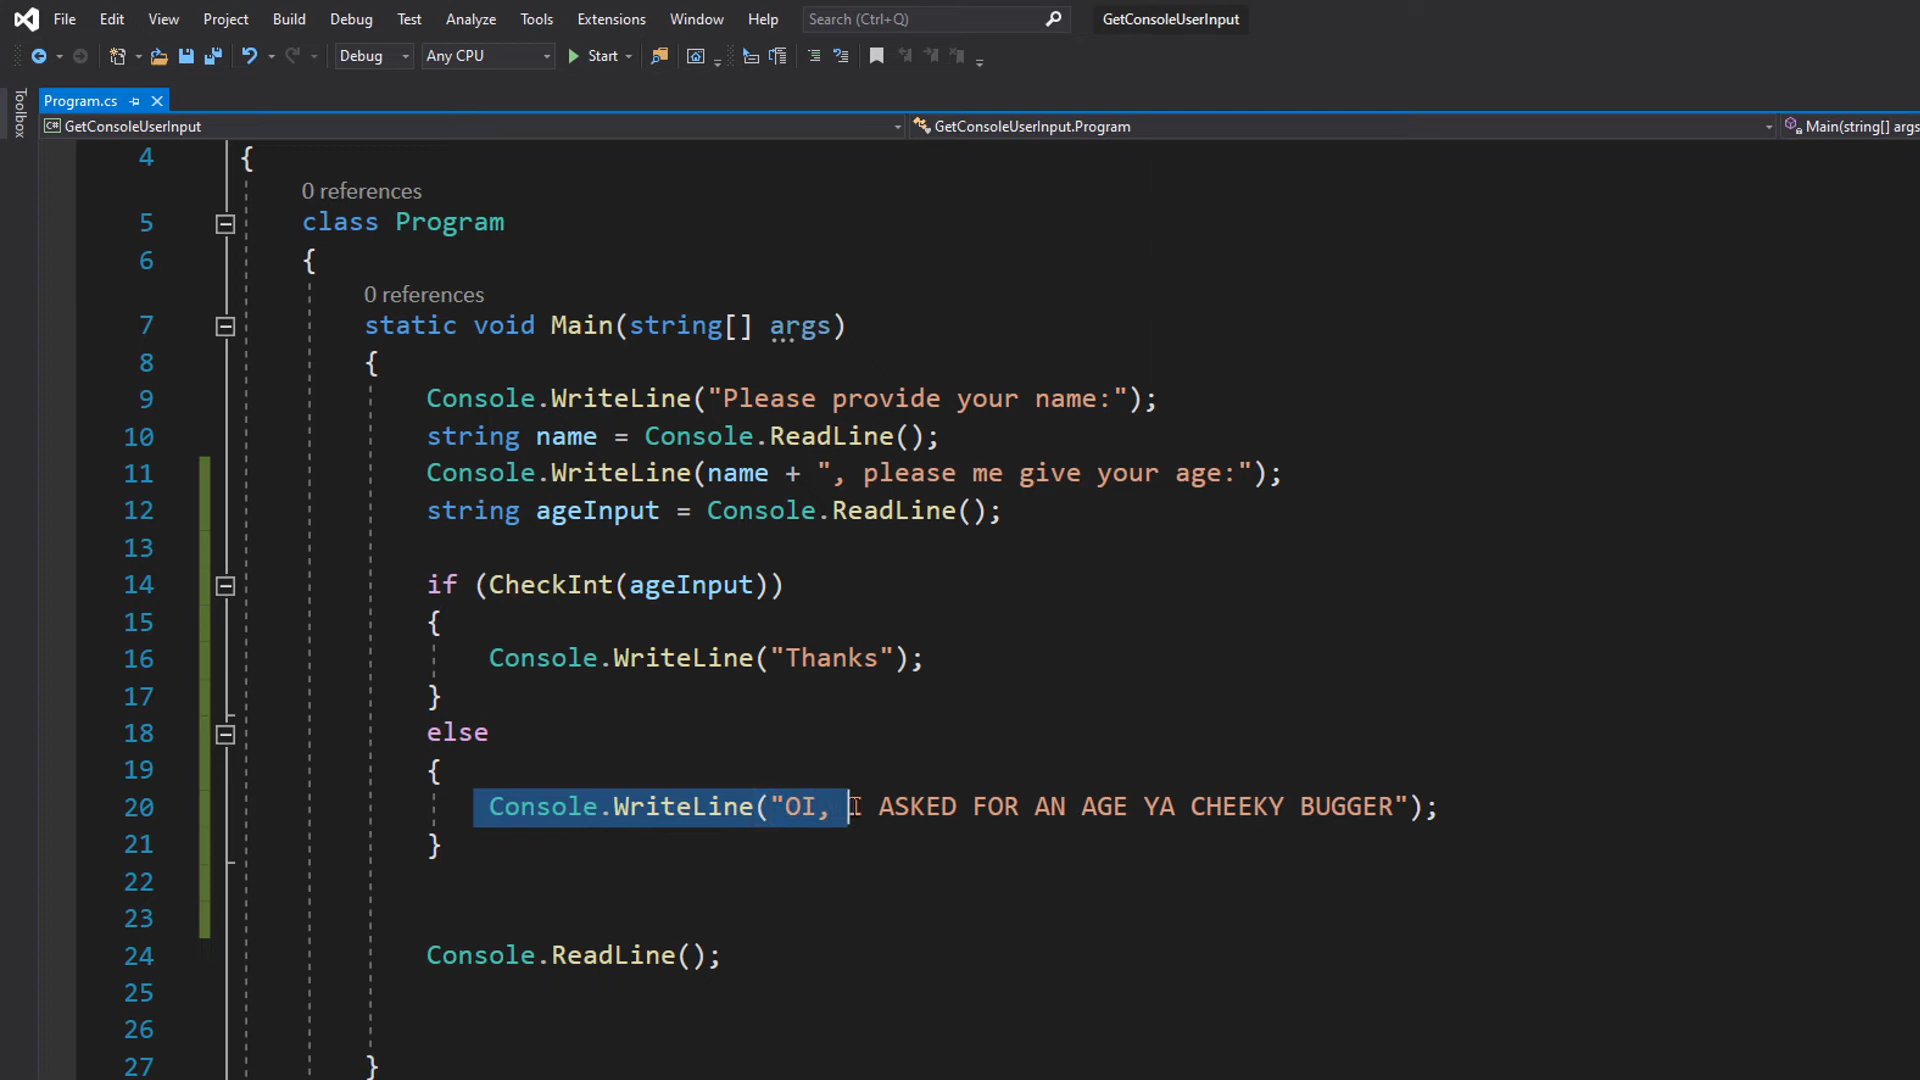 File Edit View Project Build Debug Test Analyze Tools Extensions Window Help Search (Ctrl+Q) GetConsoleUserInput
Debug Any CPU Start
Toolbox
Program.cs
C# GetConsoleUserInput GetConsoleUserInput.Program Main(string[] args
4 {
0 references
5 class Program
6 {
0 references
7 static void Main(string[] args)
8 {
9 Console.WriteLine("Please provide your name:");
10 string name = Console.ReadLine();
11 Console.WriteLine(name + ", please me give your age:");
12 string ageInput = Console.ReadLine();
13
14 if (CheckInt(ageInput))
15 {
16 Console.WriteLine("Thanks");
17 }
18 else
19 {
20 Console.WriteLine("OI, I ASKED FOR AN AGE YA CHEEKY BUGGER");
21 }
22
23
24 Console.ReadLine();
25
26
27 }